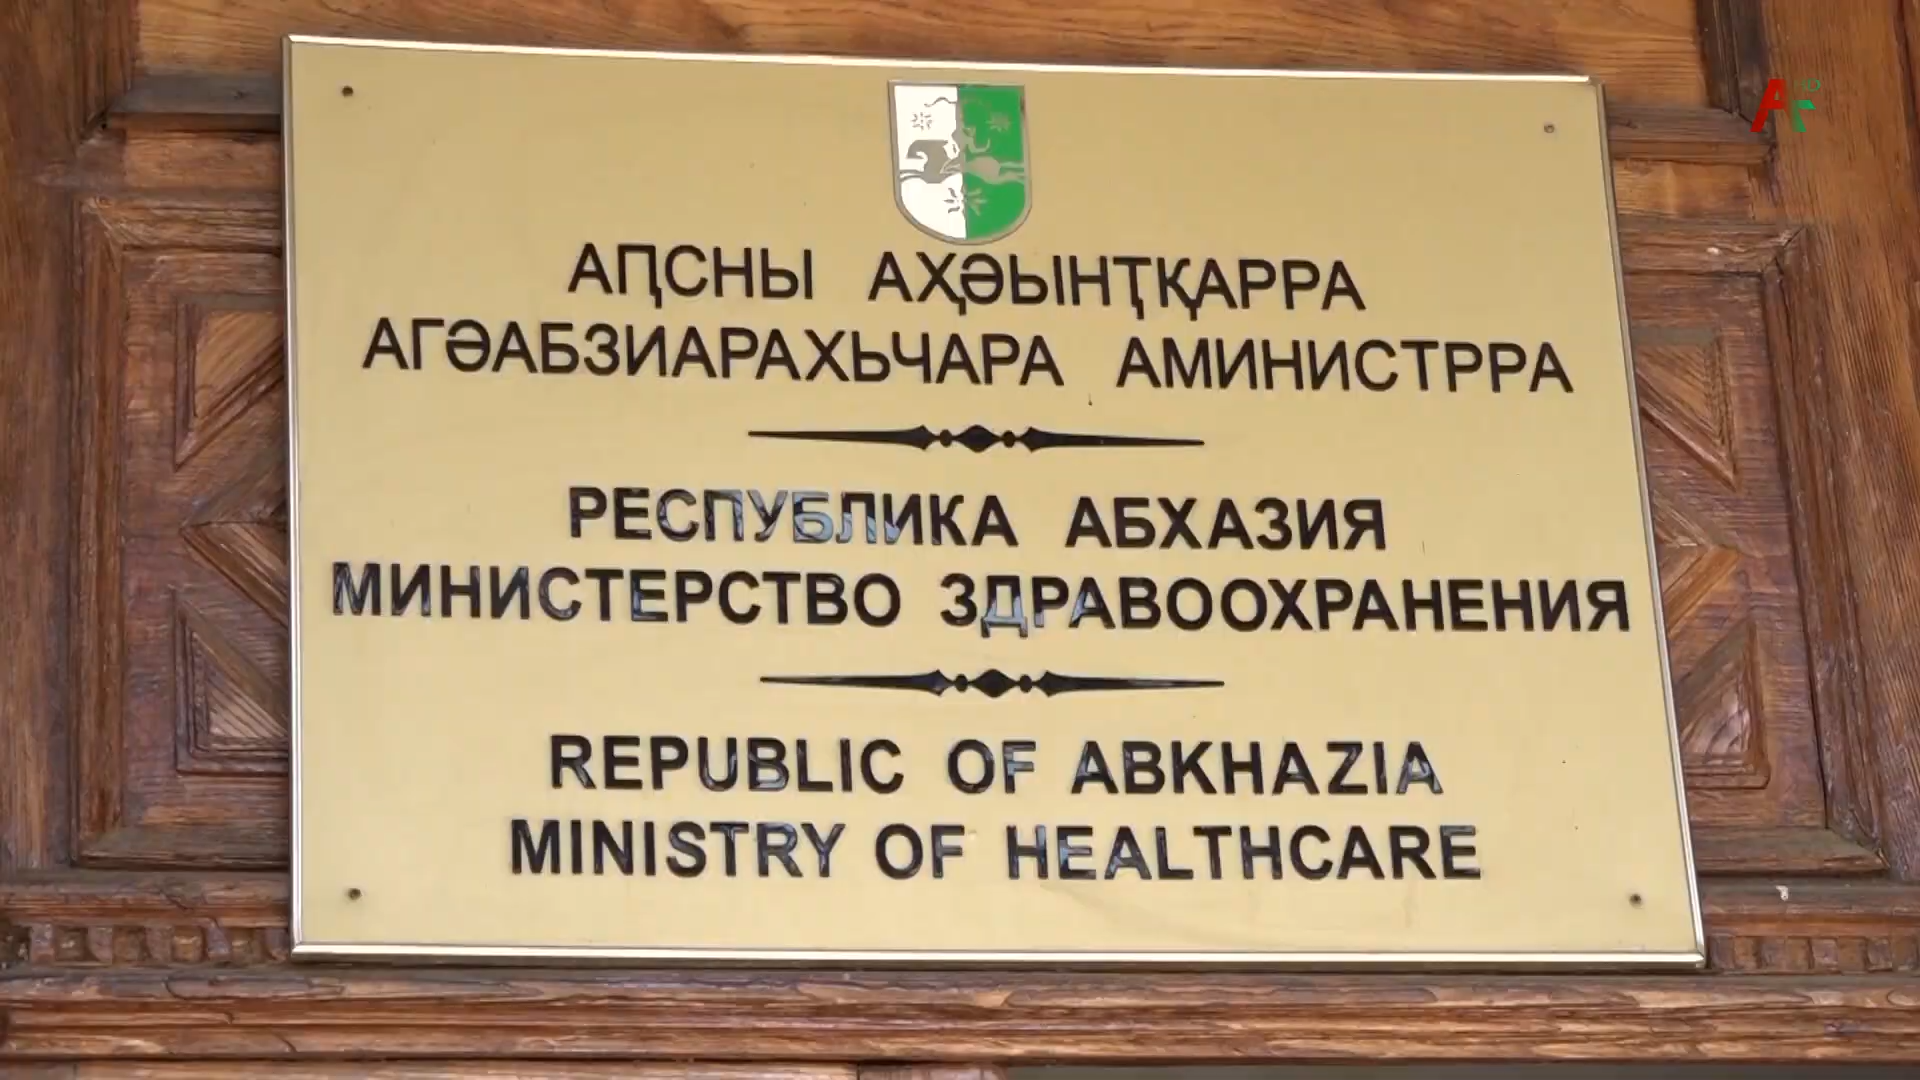 АԤСНЫ АҲӘЫНҬҚАРРА
АГӘАБЗИАРАХЬЧАРА АМИНИСТРРА
РЕСПУБЛИКА АБХАЗИЯ
МИНИСТЕРСТВО ЗДРАВООХРАНЕНИЯ
REPUBLIC OF ABKHAZIA
MINISTRY OF HEALTHCARE